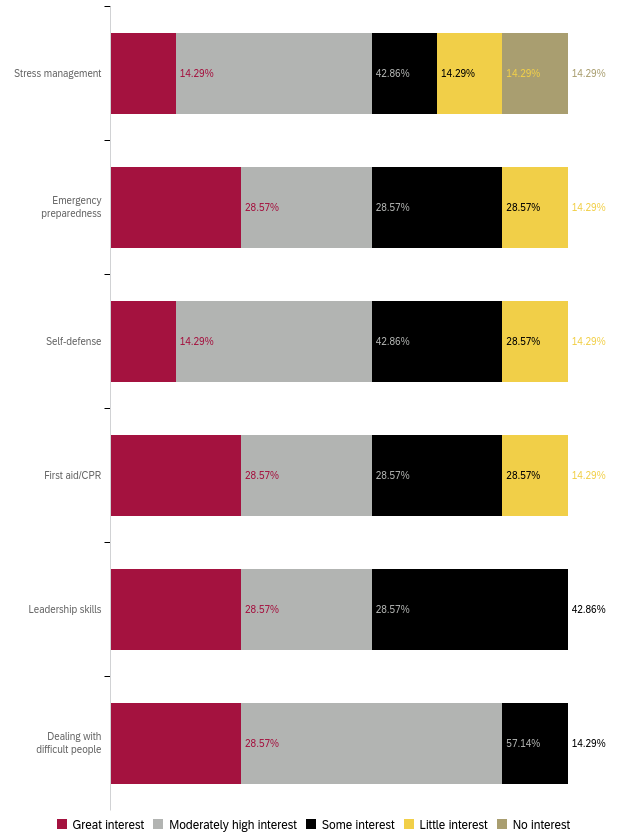 Stress management
14.29%
42.86%
14.29%
14.29%
14.29%
Emergency
preparedness
28.57%
28.57%
28.57%
14.29%
Self-defense
14.29%
42.86%
28.57%
14.29%
First aid/CPR
28.57%
28.57%
28.57%
14.29%
Leadership skills
28.57%
28.57%
42.86%
Dealing with
difficult people
28.57%
57.14%
14.29%
Great interest Moderately high interest Some interest Little interest No interest